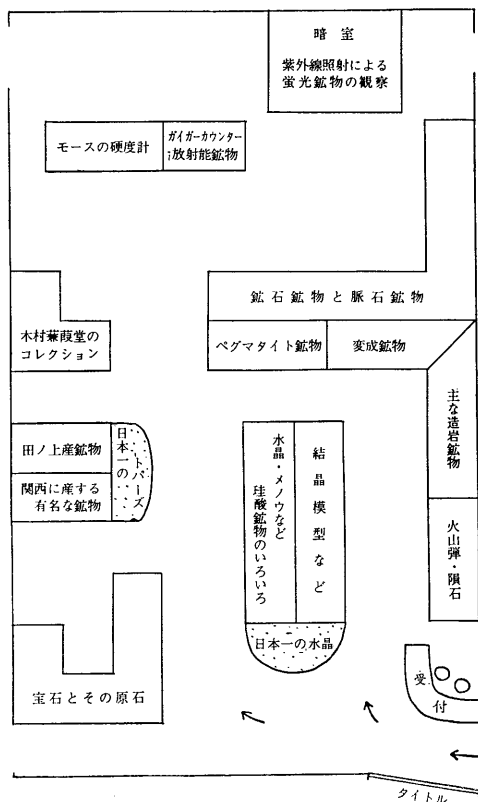 暗室
紫外線照射による
蛍光鉱物の観察
モースの硬度計
ガイガーカウンター
放射能鉱物
鉱石鉱物と脈石鉱物
木村蒹葭堂の
コレクション
ペグマタイト鉱物
変成鉱物
主な造岩鉱物
田ノ上産鉱物
日本一の
トパーズ
関西に産する
有名な鉱物
結晶模型など
水晶・メノウなど
珪酸鉱物のいろいろ
火山弾・隕石
日本一の水晶
宝石とその原石
受付
タイトル